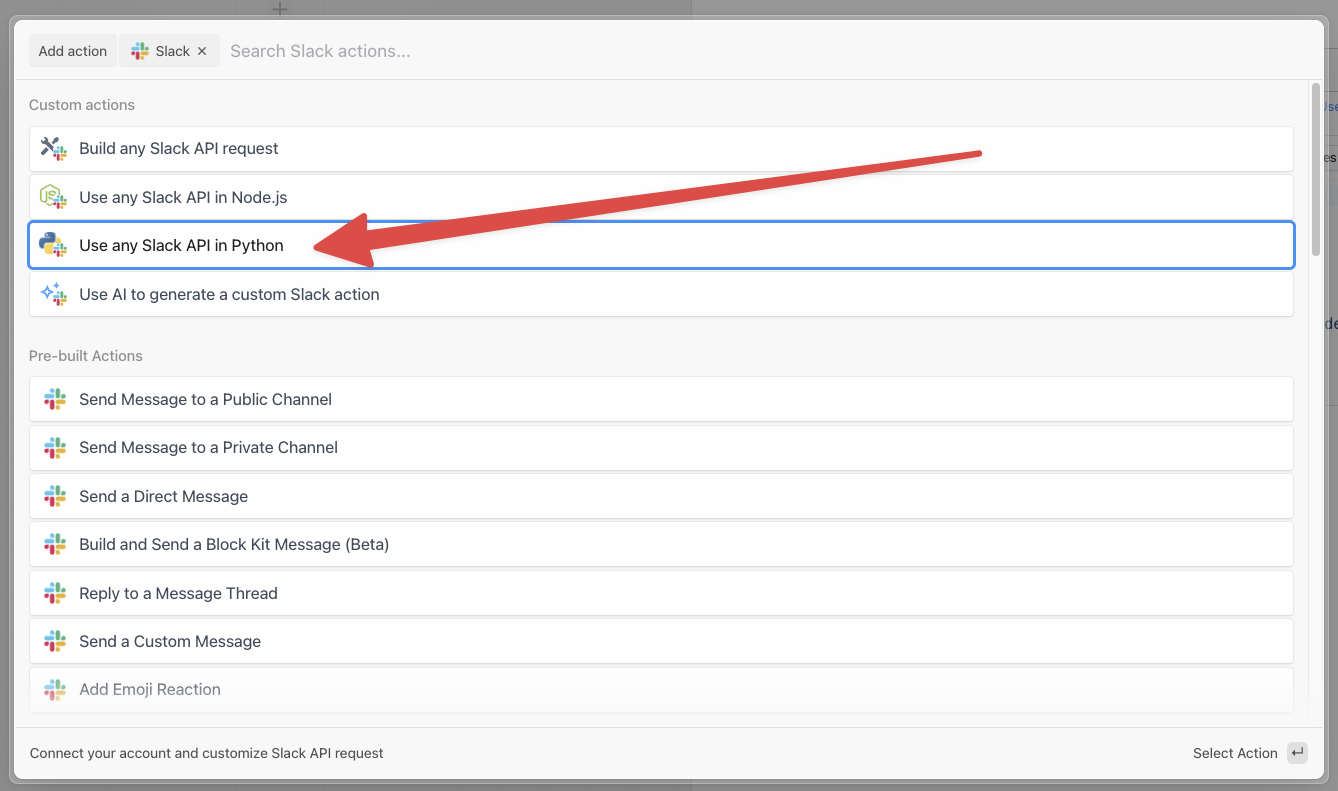 Add action
Slack ×
Search Slack actions...
Custom actions
Build any Slack API request
Use any Slack API in Node.js
Use any Slack API in Python
Use AI to generate a custom Slack action
Pre-built Actions
Send Message to a Public Channel
Send Message to a Private Channel
Send a Direct Message
Build and Send a Block Kit Message (Beta)
Reply to a Message Thread
Send a Custom Message
Add Emoji Reaction
Connect your account and customize Slack API request
Select Action ↵